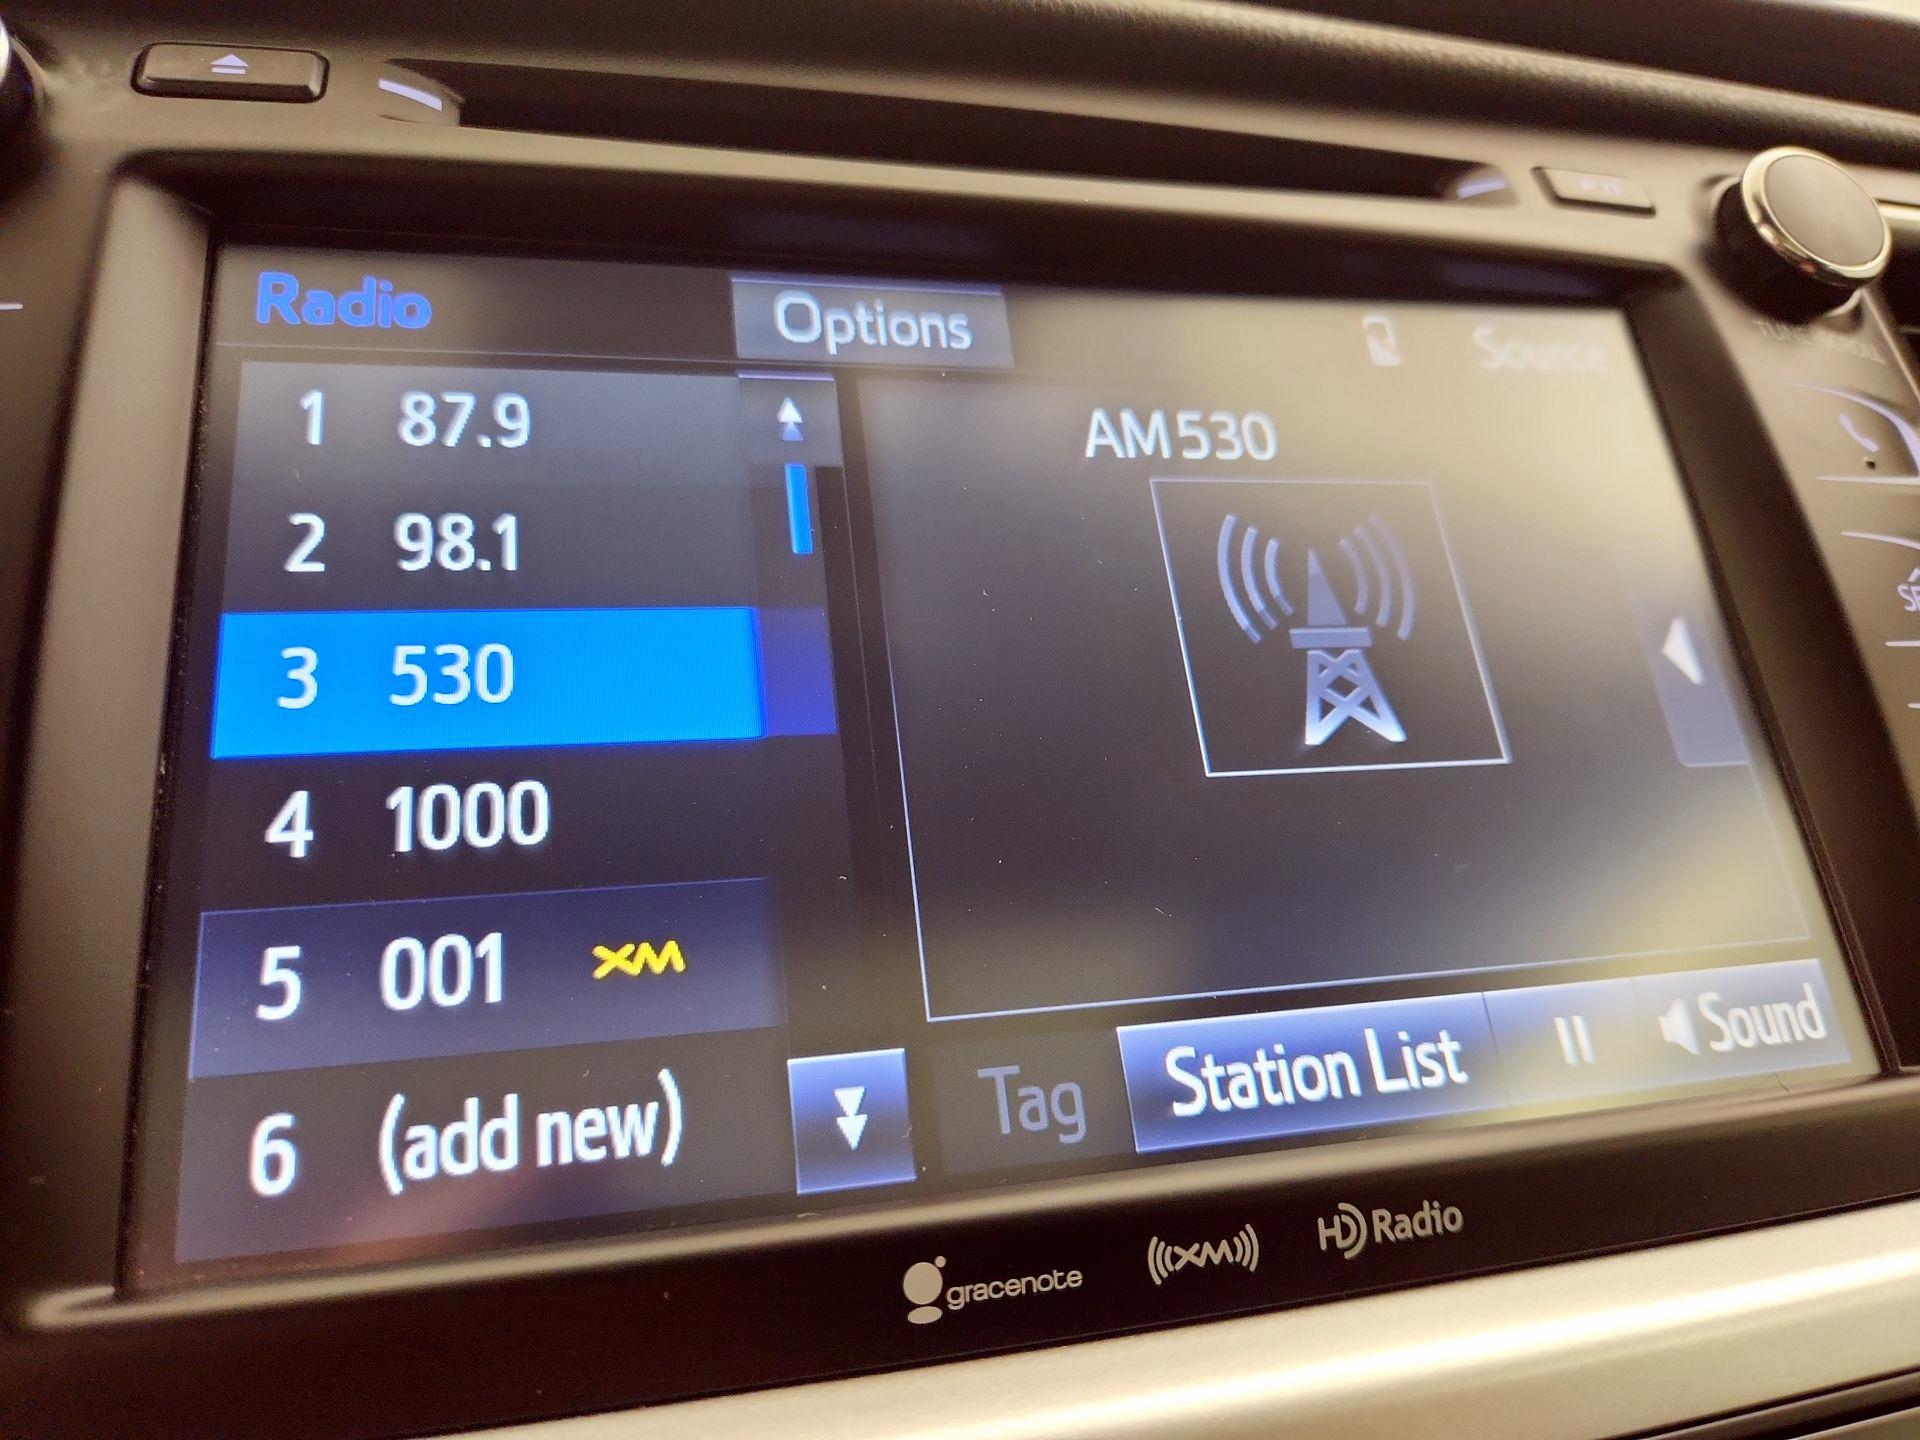 Radio
Options
Source
1 87.9
2 98.1
3 530
4 1000
5 001 XM
6 (add new)
AM530
Tag
Station List
Sound
gracenote
XM
HD Radio